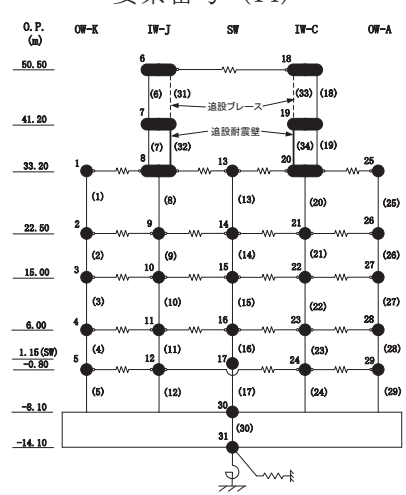 要素番号 (14)
O.P. OW-K IW-J SW IW-C OW-A
(m)
50.50 6 18
(6) (31) (33) (18)
追設ブレース
41.20 7 19
追設耐震壁
(7) (32) (34) (19)
33.20 1 8 13 20 25
(1) (8) (13) (20) (25)
22.50 2 9 14 21 26
(2) (9) (14) (21) (26)
15.00 3 10 15 22 27
(3) (10) (15) (22) (27)
6.00 4 11 16 23 28
1.15(SW) (4) (11) (16) (23) (28)
-0.80 5 12 17 24 29
(5) (12) (17) (24) (29)
-8.10 30
(30)
-14.10 31